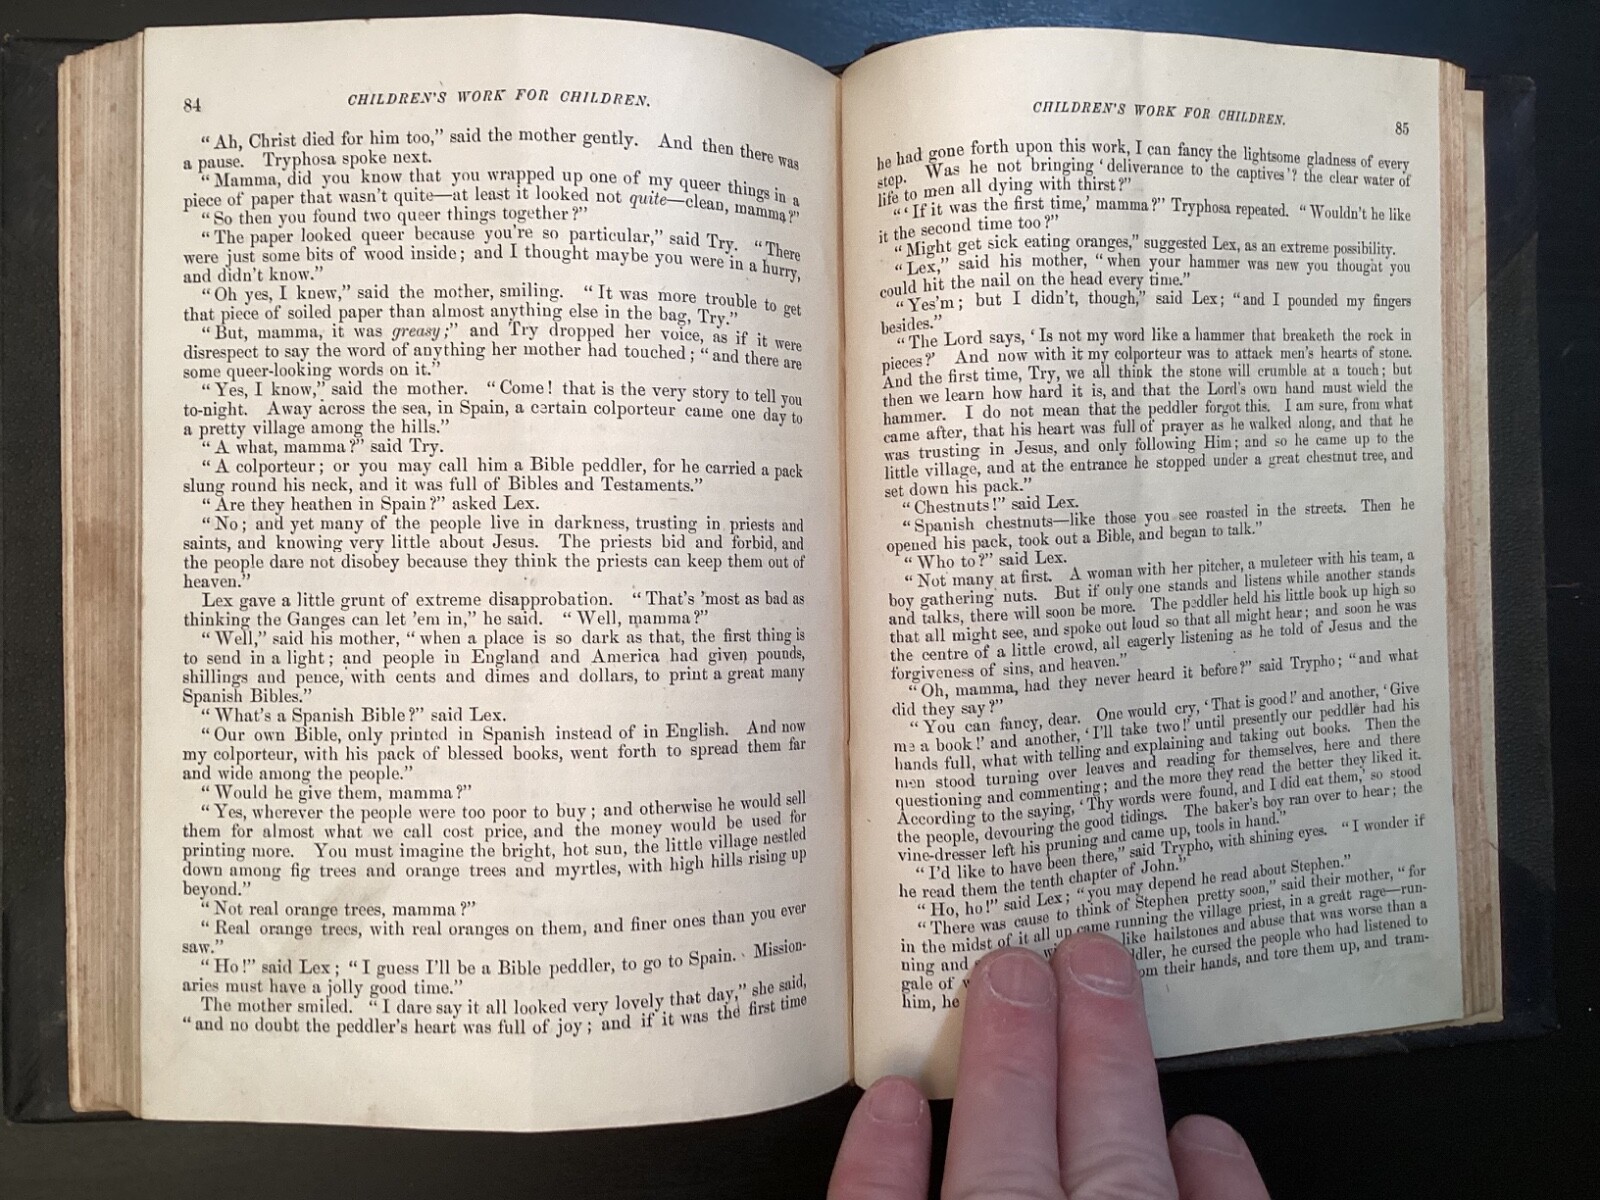 84
CHILDREN'S WORK FOR CHILDREN.
"Ah, Christ died for him too," said the mother gently. And then there was
a pause. Tryphosa spoke next.
"Mamma, did you know that you wrapped up one of my queer things in a
piece of paper that wasn't quite—at least it looked not quite—clean, mamma?"
"So then you found two queer things together?"
"The paper looked queer because you're so particular," said Try. "There
were just some bits of wood inside; and I thought maybe you were in a hurry,
and didn't know."
"Oh yes, I knew," said the mother, smiling. "It was more trouble to get
that piece of soiled paper than almost anything else in the bag, Try."
"But, mamma, it was greasy;" and Try dropped her voice, as if it were
disrespect to say the word of anything her mother had touched; "and there are
some queer-looking words on it."
"Yes, I know," said the mother. "Come! that is the very story to tell you
to-night. Away across the sea, in Spain, a certain colporteur came one day to
a pretty village among the hills."
"A what, mamma?" said Try.
"A colporteur; or you may call him a Bible peddler, for he carried a pack
slung round his neck, and it was full of Bibles and Testaments."
"Are they heathen in Spain?" asked Lex.
"No; and yet many of the people live in darkness, trusting in priests and
saints, and knowing very little about Jesus. The priests bid and forbid, and
the people dare not disobey because they think the priests can keep them out of
heaven."
Lex gave a little grunt of extreme disapprobation. "That's 'most as bad as
thinking the Ganges can let 'em in," he said. "Well, mamma?"
"Well," said his mother, "when a place is so dark as that, the first thing is
to send in a light; and people in England and America had given pounds,
shillings and pence, with cents and dimes and dollars, to print a great many
Spanish Bibles."
"What's a Spanish Bible?" said Lex.
"Our own Bible, only printed in Spanish instead of in English. And now
my colporteur, with his pack of blessed books, went forth to spread them far
and wide among the people."
"Would he give them, mamma?"
"Yes, wherever the people were too poor to buy; and otherwise he would sell
them for almost what we call cost price, and the money would be used for
printing more. You must imagine the bright, hot sun, the little village nestled
down among fig trees and orange trees and myrtles, with high hills rising up
beyond."
"Not real orange trees, mamma?"
"Real orange trees, with real oranges on them, and finer ones than you ever
saw."
"Ho!" said Lex; "I guess I'll be a Bible peddler, to go to Spain. Mission-
aries must have a jolly good time."
The mother smiled. "I dare say it all looked very lovely that day," she said,
"and no doubt the peddler's heart was full of joy; and if it was the first time
CHILDREN'S WORK FOR CHILDREN.
85
he had gone forth upon this work, I can fancy the lightsome gladness of every
step. Was he not bringing 'deliverance to the captives'? the clear water of
life to men all dying with thirst?"
"'If it was the first time,' mamma?" Tryphosa repeated. "Wouldn't he like
it the second time too?"
"Might get sick eating oranges," suggested Lex, as an extreme possibility.
"Lex," said his mother, "when your hammer was new you thought you
could hit the nail on the head every time."
"Yes'm; but I didn't, though," said Lex; "and I pounded my fingers
besides."
"The Lord says, 'Is not my word like a hammer that breaketh the rock in
pieces?' And now with it my colporteur was to attack men's hearts of stone.
And the first time, Try, we all think the stone will crumble at a touch; but
then we learn how hard it is, and that the Lord's own hand must wield the
hammer. I do not mean that the peddler forgot this. I am sure, from what
came after, that his heart was full of prayer as he walked along, and that he
was trusting in Jesus, and only following Him; and so he came up to the
little village, and at the entrance he stopped under a great chestnut tree, and
set down his pack."
"Chestnuts!" said Lex.
"Spanish chestnuts—like those you see roasted in the streets. Then he
opened his pack, took out a Bible, and began to talk."
"Who to?" said Lex.
"Not many at first. A woman with her pitcher, a muleteer with his team, a
boy gathering nuts. But if only one stands and listens while another stands
and talks, there will soon be more. The peddler held his little book up high so
that all might see, and spoke out loud so that all might hear; and soon he was
the centre of a little crowd, all eagerly listening as he told of Jesus and the
forgiveness of sins, and heaven."
"Oh, mamma, had they never heard it before?" said Trypho; "and what
did they say?"
"You can fancy, dear. One would cry, 'That is good!' and another, 'Give
me a book!' and another, 'I'll take two!' until presently our peddler had his
hands full, what with telling and explaining and taking out books. Then the
men stood turning over leaves and reading for themselves, here and there
questioning and commenting; and the more they read the better they liked it.
According to the saying, 'Thy words were found, and I did eat them,' so stood
the people, devouring the good tidings. The baker's boy ran over to hear; the
vine-dresser left his pruning and came up, tools in hand."
"I'd like to have been there," said Trypho, with shining eyes. "I wonder if
he read them the tenth chapter of John."
"Ho, ho!" said Lex; "you may depend he read about Stephen."
"There was cause to think of Stephen pretty soon," said their mother, "for
in the midst of it all up came running the village priest, in a great rage—run-
ning and like hailstones and abuse that was worse than a
gale of he cursed the people who had listened to
him, he their hands, and tore them up, and tram-